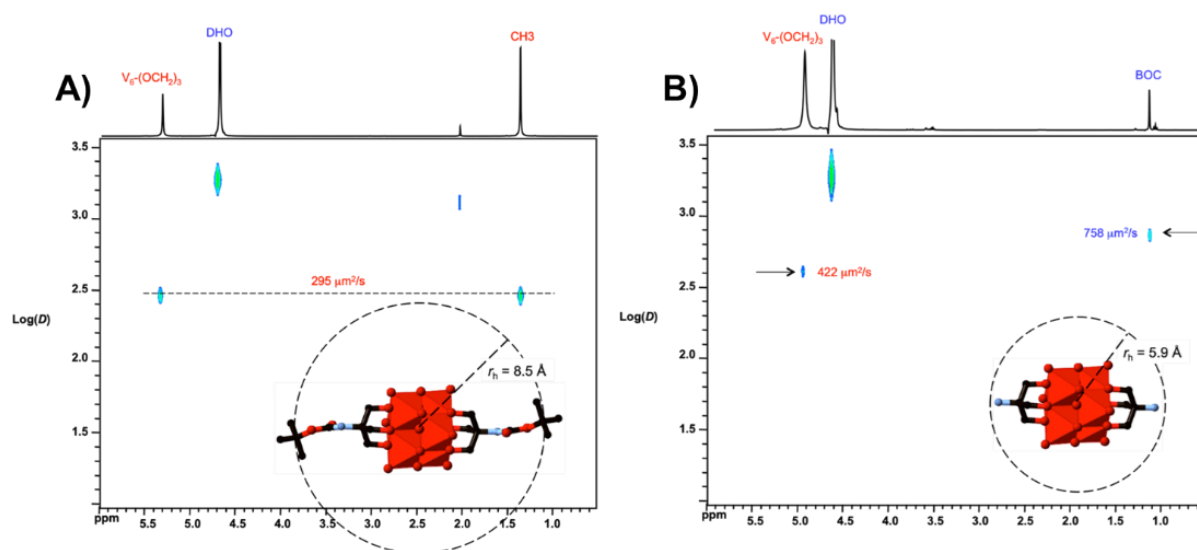 A)
V6-(OCH2)3
DHO
CH3
3.5
3.0
2.5
2.0
1.5
Log(D)
295 μm2/s
rh = 8.5 Å
ppm
5.5
5.0
4.5
4.0
3.5
3.0
2.5
2.0
1.5
1.0
B)
V6-(OCH2)3
DHO
BOC
3.5
3.0
2.5
2.0
1.5
Log(D)
758 μm2/s
422 μm2/s
rh = 5.9 Å
ppm
5.5
5.0
4.5
4.0
3.5
3.0
2.5
2.0
1.5
1.0